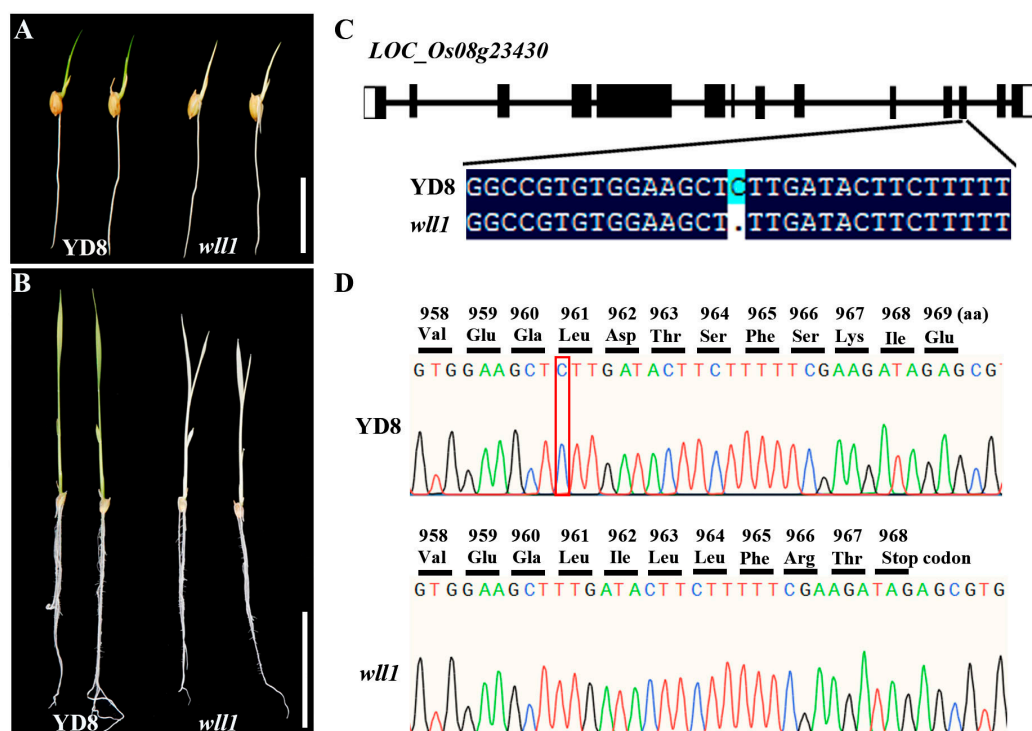 A
YD8 wll1
B
YD8 wll1
C
LOC_Os08g23430
YD8 GGCCGTGTGGAAGCTCTTGATACTTCTTTTT
wll1 GGCCGTGTGGAAGCT.TTGATACTTCTTTTT
D
958 959 960 961 962 963 964 965 966 967 968 969 (aa)
Val Glu Gla Leu Asp Thr Ser Phe Ser Lys Ile Glu
GTGGAAGCTCTTGATACTTCTTTTTCGAAGATAGAGCGT
YD8
958 959 960 961 962 963 964 965 966 967 968
Val Glu Gla Leu Ile Leu Leu Phe Arg Thr Stop codon
GTGGAAGCTTTGATACTTCTTTTTCGAAGATAGAGCGTG
wll1